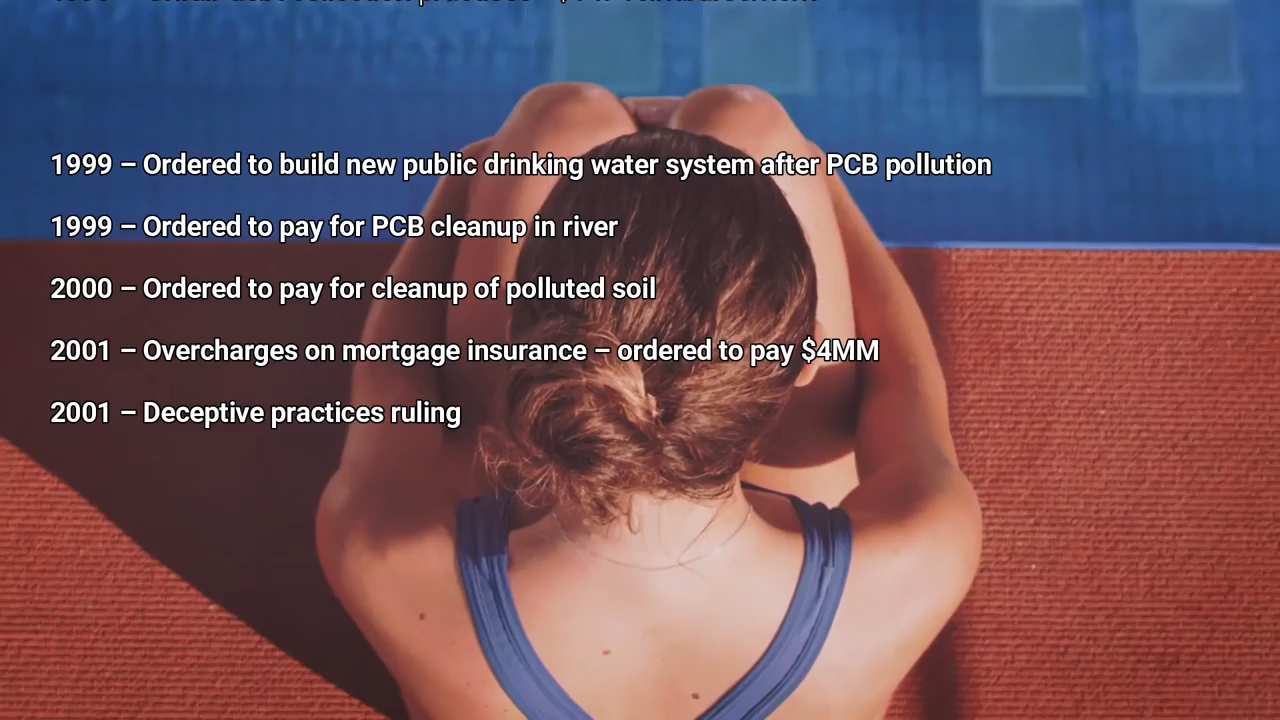 1999 – Ordered to build new public drinking water system after PCB pollution
1999 – Ordered to pay for PCB cleanup in river
2000 – Ordered to pay for cleanup of polluted soil
2001 – Overcharges on mortgage insurance – ordered to pay $4MM
2001 – Deceptive practices ruling